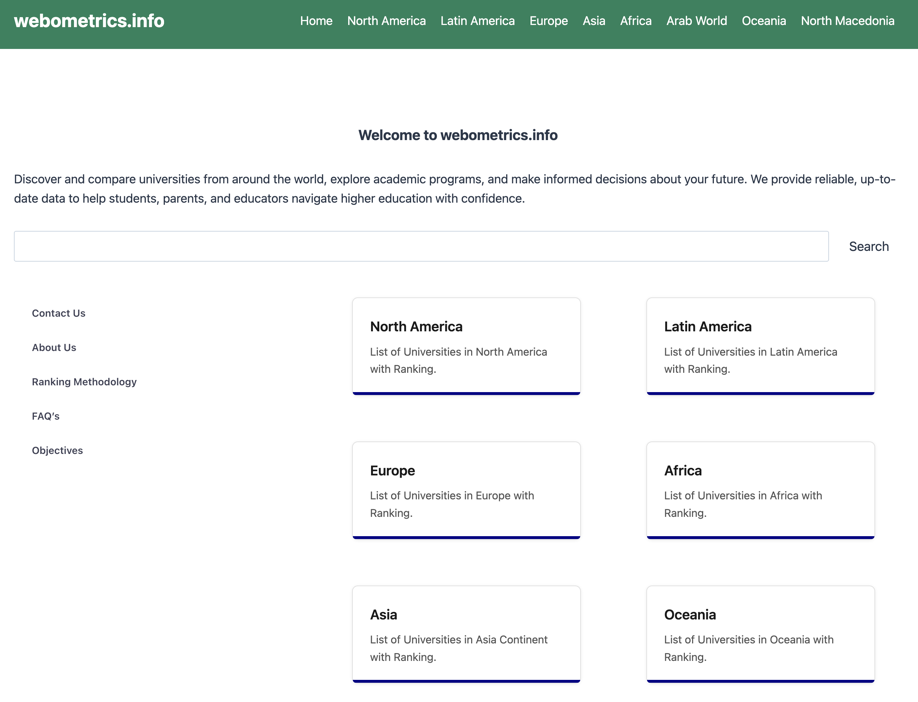 webometrics.info
Home North America Latin America Europe Asia Africa Arab World Oceania North Macedonia
Welcome to webometrics.info
Discover and compare universities from around the world, explore academic programs, and make informed decisions about your future. We provide reliable, up-to-
date data to help students, parents, and educators navigate higher education with confidence.
Search
Contact Us
About Us
Ranking Methodology
FAQ’s
Objectives
North America
List of Universities in North America
with Ranking.
Latin America
List of Universities in Latin America
with Ranking.
Europe
List of Universities in Europe with
Ranking.
Africa
List of Universities in Africa with
Ranking.
Asia
List of Universities in Asia Continent
with Ranking.
Oceania
List of Universities in Oceania with
Ranking.